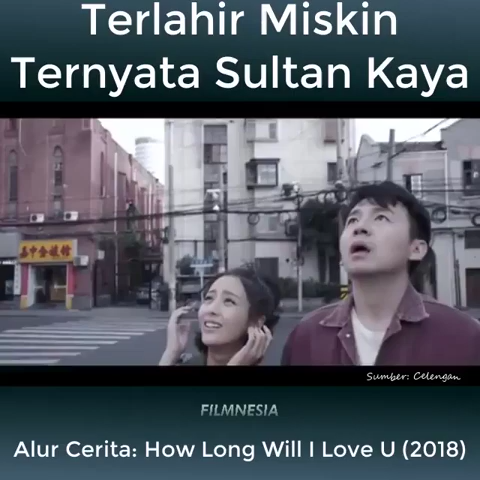 Terlahir Miskin
Ternyata Sultan Kaya
Sumber: Celengan
FILMNESIA
Alur Cerita: How Long Will I Love U (2018)